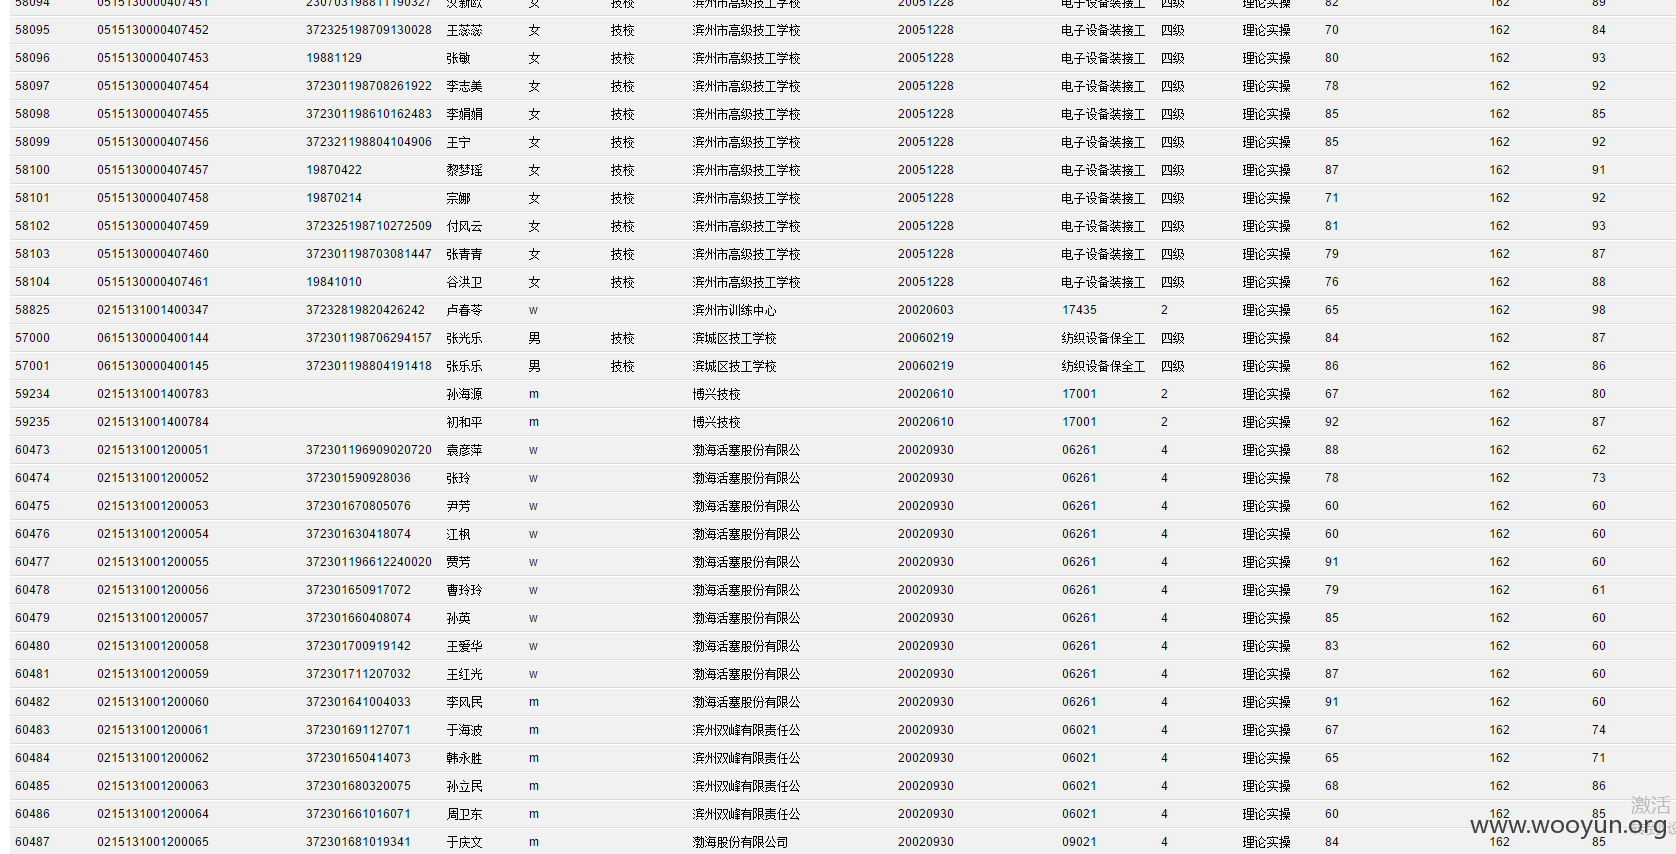 58094 0515130000407451 230703198811190327 汝新欧 女 技校 滨州市高级技工学校 20051228 电子设备装接工 四级 理论实操 82 162 89
58095 0515130000407452 372325198709130028 王蕊蕊 女 技校 滨州市高级技工学校 20051228 电子设备装接工 四级 理论实操 70 162 84
58096 0515130000407453 19881129 张敏 女 技校 滨州市高级技工学校 20051228 电子设备装接工 四级 理论实操 80 162 93
58097 0515130000407454 372301198708261922 李志美 女 技校 滨州市高级技工学校 20051228 电子设备装接工 四级 理论实操 78 162 92
58098 0515130000407455 372301198610162483 李娟娟 女 技校 滨州市高级技工学校 20051228 电子设备装接工 四级 理论实操 85 162 85
58099 0515130000407456 372321198804104906 王宁 女 技校 滨州市高级技工学校 20051228 电子设备装接工 四级 理论实操 85 162 92
58100 0515130000407457 19870422 黎梦瑶 女 技校 滨州市高级技工学校 20051228 电子设备装接工 四级 理论实操 87 162 91
58101 0515130000407458 19870214 宗娜 女 技校 滨州市高级技工学校 20051228 电子设备装接工 四级 理论实操 71 162 92
58102 0515130000407459 372325198710272509 付风云 女 技校 滨州市高级技工学校 20051228 电子设备装接工 四级 理论实操 81 162 93
58103 0515130000407460 372301198703081447 张青青 女 技校 滨州市高级技工学校 20051228 电子设备装接工 四级 理论实操 79 162 87
58104 0515130000407461 19841010 谷洪卫 女 技校 滨州市高级技工学校 20051228 电子设备装接工 四级 理论实操 76 162 88
58825 0215131001400347 37232819820426242 卢春苓 w 滨州市训练中心 20020603 17435 2 理论实操 65 162 98
57000 0615130000400144 372301198706294157 张光乐 男 技校 滨城区技工学校 20060219 纺织设备保全工 四级 理论实操 84 162 87
57001 0615130000400145 372301198804191418 张乐乐 男 技校 滨城区技工学校 20060219 纺织设备保全工 四级 理论实操 86 162 86
59234 0215131001400783 孙海源 m 博兴技校 20020610 17001 2 理论实操 67 162 80
59235 0215131001400784 初和平 m 博兴技校 20020610 17001 2 理论实操 92 162 87
60473 0215131001200051 372301196909020720 袁彦萍 w 渤海活塞股份有限公 20020930 06261 4 理论实操 88 162 62
60474 0215131001200052 372301590928036 张玲 w 渤海活塞股份有限公 20020930 06261 4 理论实操 78 162 73
60475 0215131001200053 372301670805076 尹芳 w 渤海活塞股份有限公 20020930 06261 4 理论实操 60 162 60
60476 0215131001200054 372301630418074 江枫 w 渤海活塞股份有限公 20020930 06261 4 理论实操 60 162 60
60477 0215131001200055 372301196612240020 贾芳 w 渤海活塞股份有限公 20020930 06261 4 理论实操 91 162 60
60478 0215131001200056 372301650917072 曹玲玲 w 渤海活塞股份有限公 20020930 06261 4 理论实操 79 162 61
60479 0215131001200057 372301660408074 孙英 w 渤海活塞股份有限公 20020930 06261 4 理论实操 85 162 60
60480 0215131001200058 372301700919142 王爱华 w 渤海活塞股份有限公 20020930 06261 4 理论实操 83 162 60
60481 0215131001200059 372301711207032 王红光 w 渤海活塞股份有限公 20020930 06261 4 理论实操 87 162 60
60482 0215131001200060 372301641004033 李风民 m 渤海活塞股份有限公 20020930 06261 4 理论实操 91 162 60
60483 0215131001200061 372301691127071 于海波 m 滨州双峰有限责任公 20020930 06021 4 理论实操 67 162 74
60484 0215131001200062 372301650414073 韩永胜 m 滨州双峰有限责任公 20020930 06021 4 理论实操 65 162 71
60485 0215131001200063 372301680320075 孙立民 m 滨州双峰有限责任公 20020930 06021 4 理论实操 68 162 86
60486 0215131001200064 372301661016071 周卫东 m 滨州双峰有限责任公 20020930 06021 4 理论实操 60 162 85
60487 0215131001200065 372301681019341 于庆文 m 渤海股份有限公司 20020930 09021 4 理论实操 84 162 85
激活
www.wooyun.org